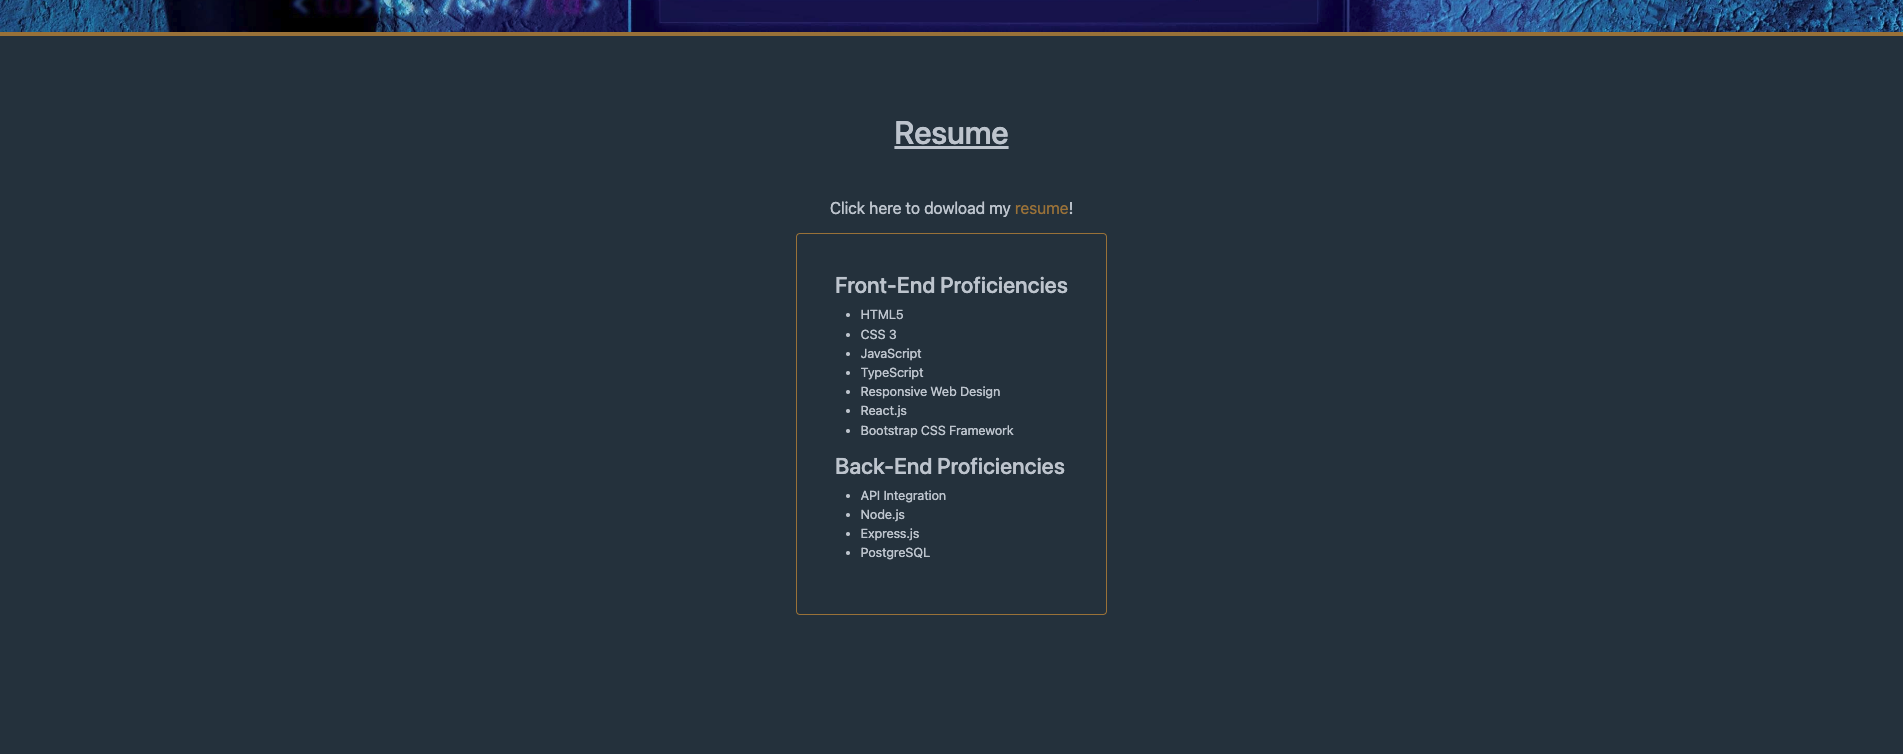 Resume
Click here to dowload my resume!
Front-End Proficiencies
• HTML5
• CSS 3
• JavaScript
• TypeScript
• Responsive Web Design
• React.js
• Bootstrap CSS Framework
Back-End Proficiencies
• API Integration
• Node.js
• Express.js
• PostgreSQL